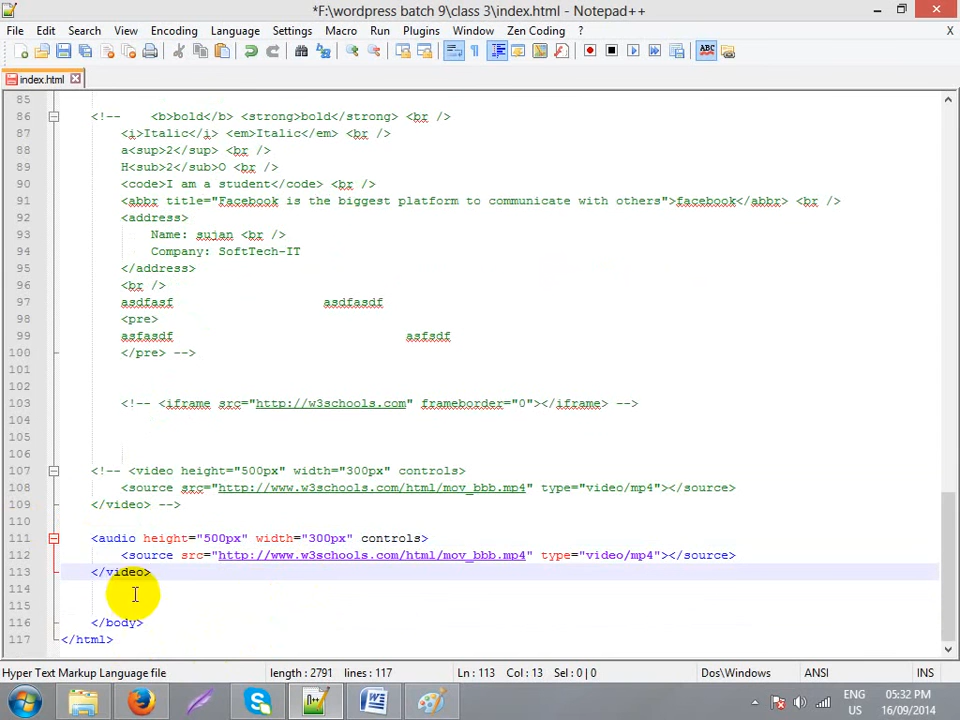 *F:\wordpress batch 9\class 3\index.html - Notepad++
File Edit Search View Encoding Language Settings Macro Run Plugins Window Zen Coding ? X
index.html
85
86 <!-- <b>bold</b> <strong>bold</strong> <br />
87 <i>Italic</i> <em>Italic</em> <br />
88 a<sup>2</sup> <br />
89 H<sub>2</sub>O <br />
90 <code>I am a student</code> <br />
91 <abbr title="Facebook is the biggest platform to communicate with others">facebook</abbr> <br />
92 <address>
93 Name: sujan <br />
94 Company: SoftTech-IT
95 </address>
96 <br />
97 asdfasf asdfasdf
98 <pre>
99 asfasdf asfsdf
100 </pre> -->
101
102
103 <!-- <iframe src="http://w3schools.com" frameborder="0"></iframe> -->
104
105
106
107 <!-- <video height="500px" width="300px" controls>
108 <source src="http://www.w3schools.com/html/mov_bbb.mp4" type="video/mp4"></source>
109 </video> -->
110
111 <audio height="500px" width="300px" controls>
112 <source src="http://www.w3schools.com/html/mov_bbb.mp4" type="video/mp4"></source>
113 </video>
114
115
116 </body>
117 </html>
Hyper Text Markup Language file length : 2791 lines : 117 Ln : 113 Col : 13 Sel : 0 | 0 Dos\Windows ANSI INS
ENG 05:32 PM
US 16/09/2014